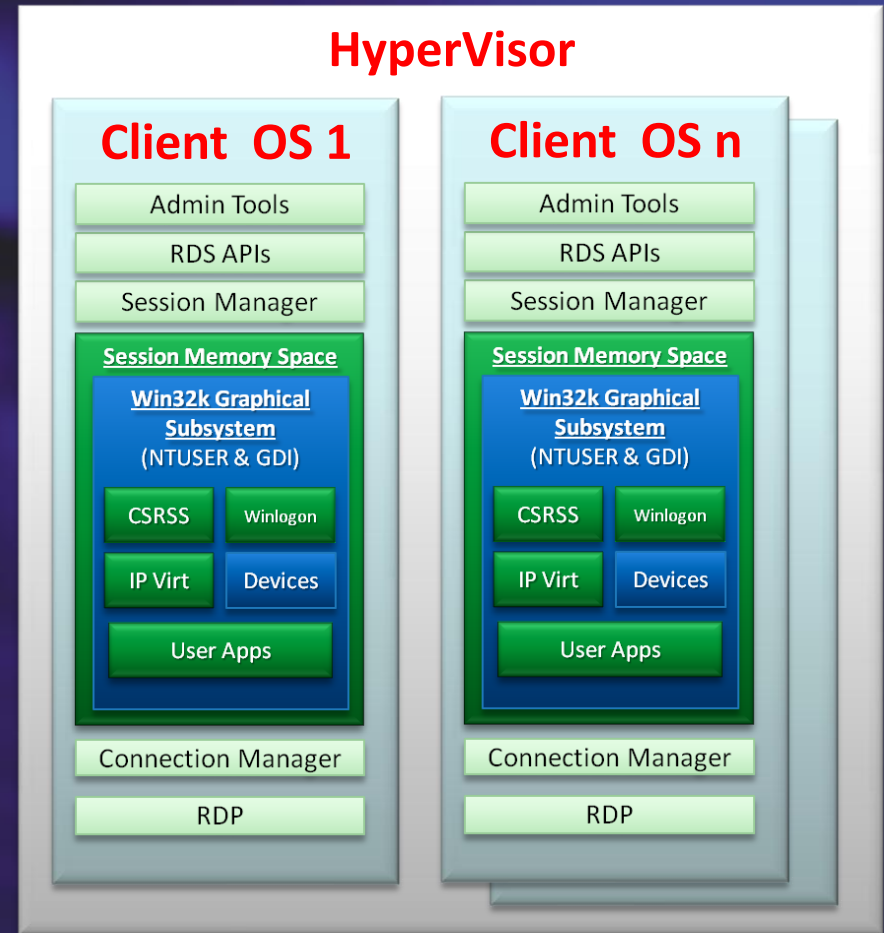 HyperVisor
Client OS 1
Admin Tools
RDS APIs
Session Manager
Session Memory Space
Win32k Graphical
Subsystem
(NTUSER & GDI)
CSRSS
Winlogon
IP Virt
Devices
User Apps
Connection Manager
RDP
Client OS n
Admin Tools
RDS APIs
Session Manager
Session Memory Space
Win32k Graphical
Subsystem
(NTUSER & GDI)
CSRSS
Winlogon
IP Virt
Devices
User Apps
Connection Manager
RDP